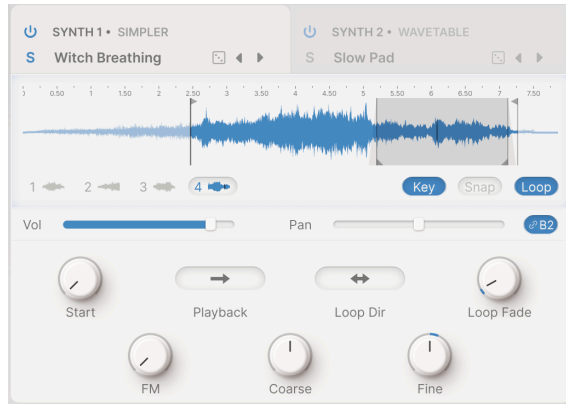 SYNTH 1 • SIMPLER
SYNTH 2 • WAVETABLE
S Witch Breathing
S Slow Pad
0 0.50 1 1.50 2 2.50 3 3.50 4 4.50 5 5.50 6 6.50 7 7.50
1 2 3 4 Key Snap Loop
Vol Pan B2
Start Playback Loop Dir Loop Fade
FM Coarse Fine